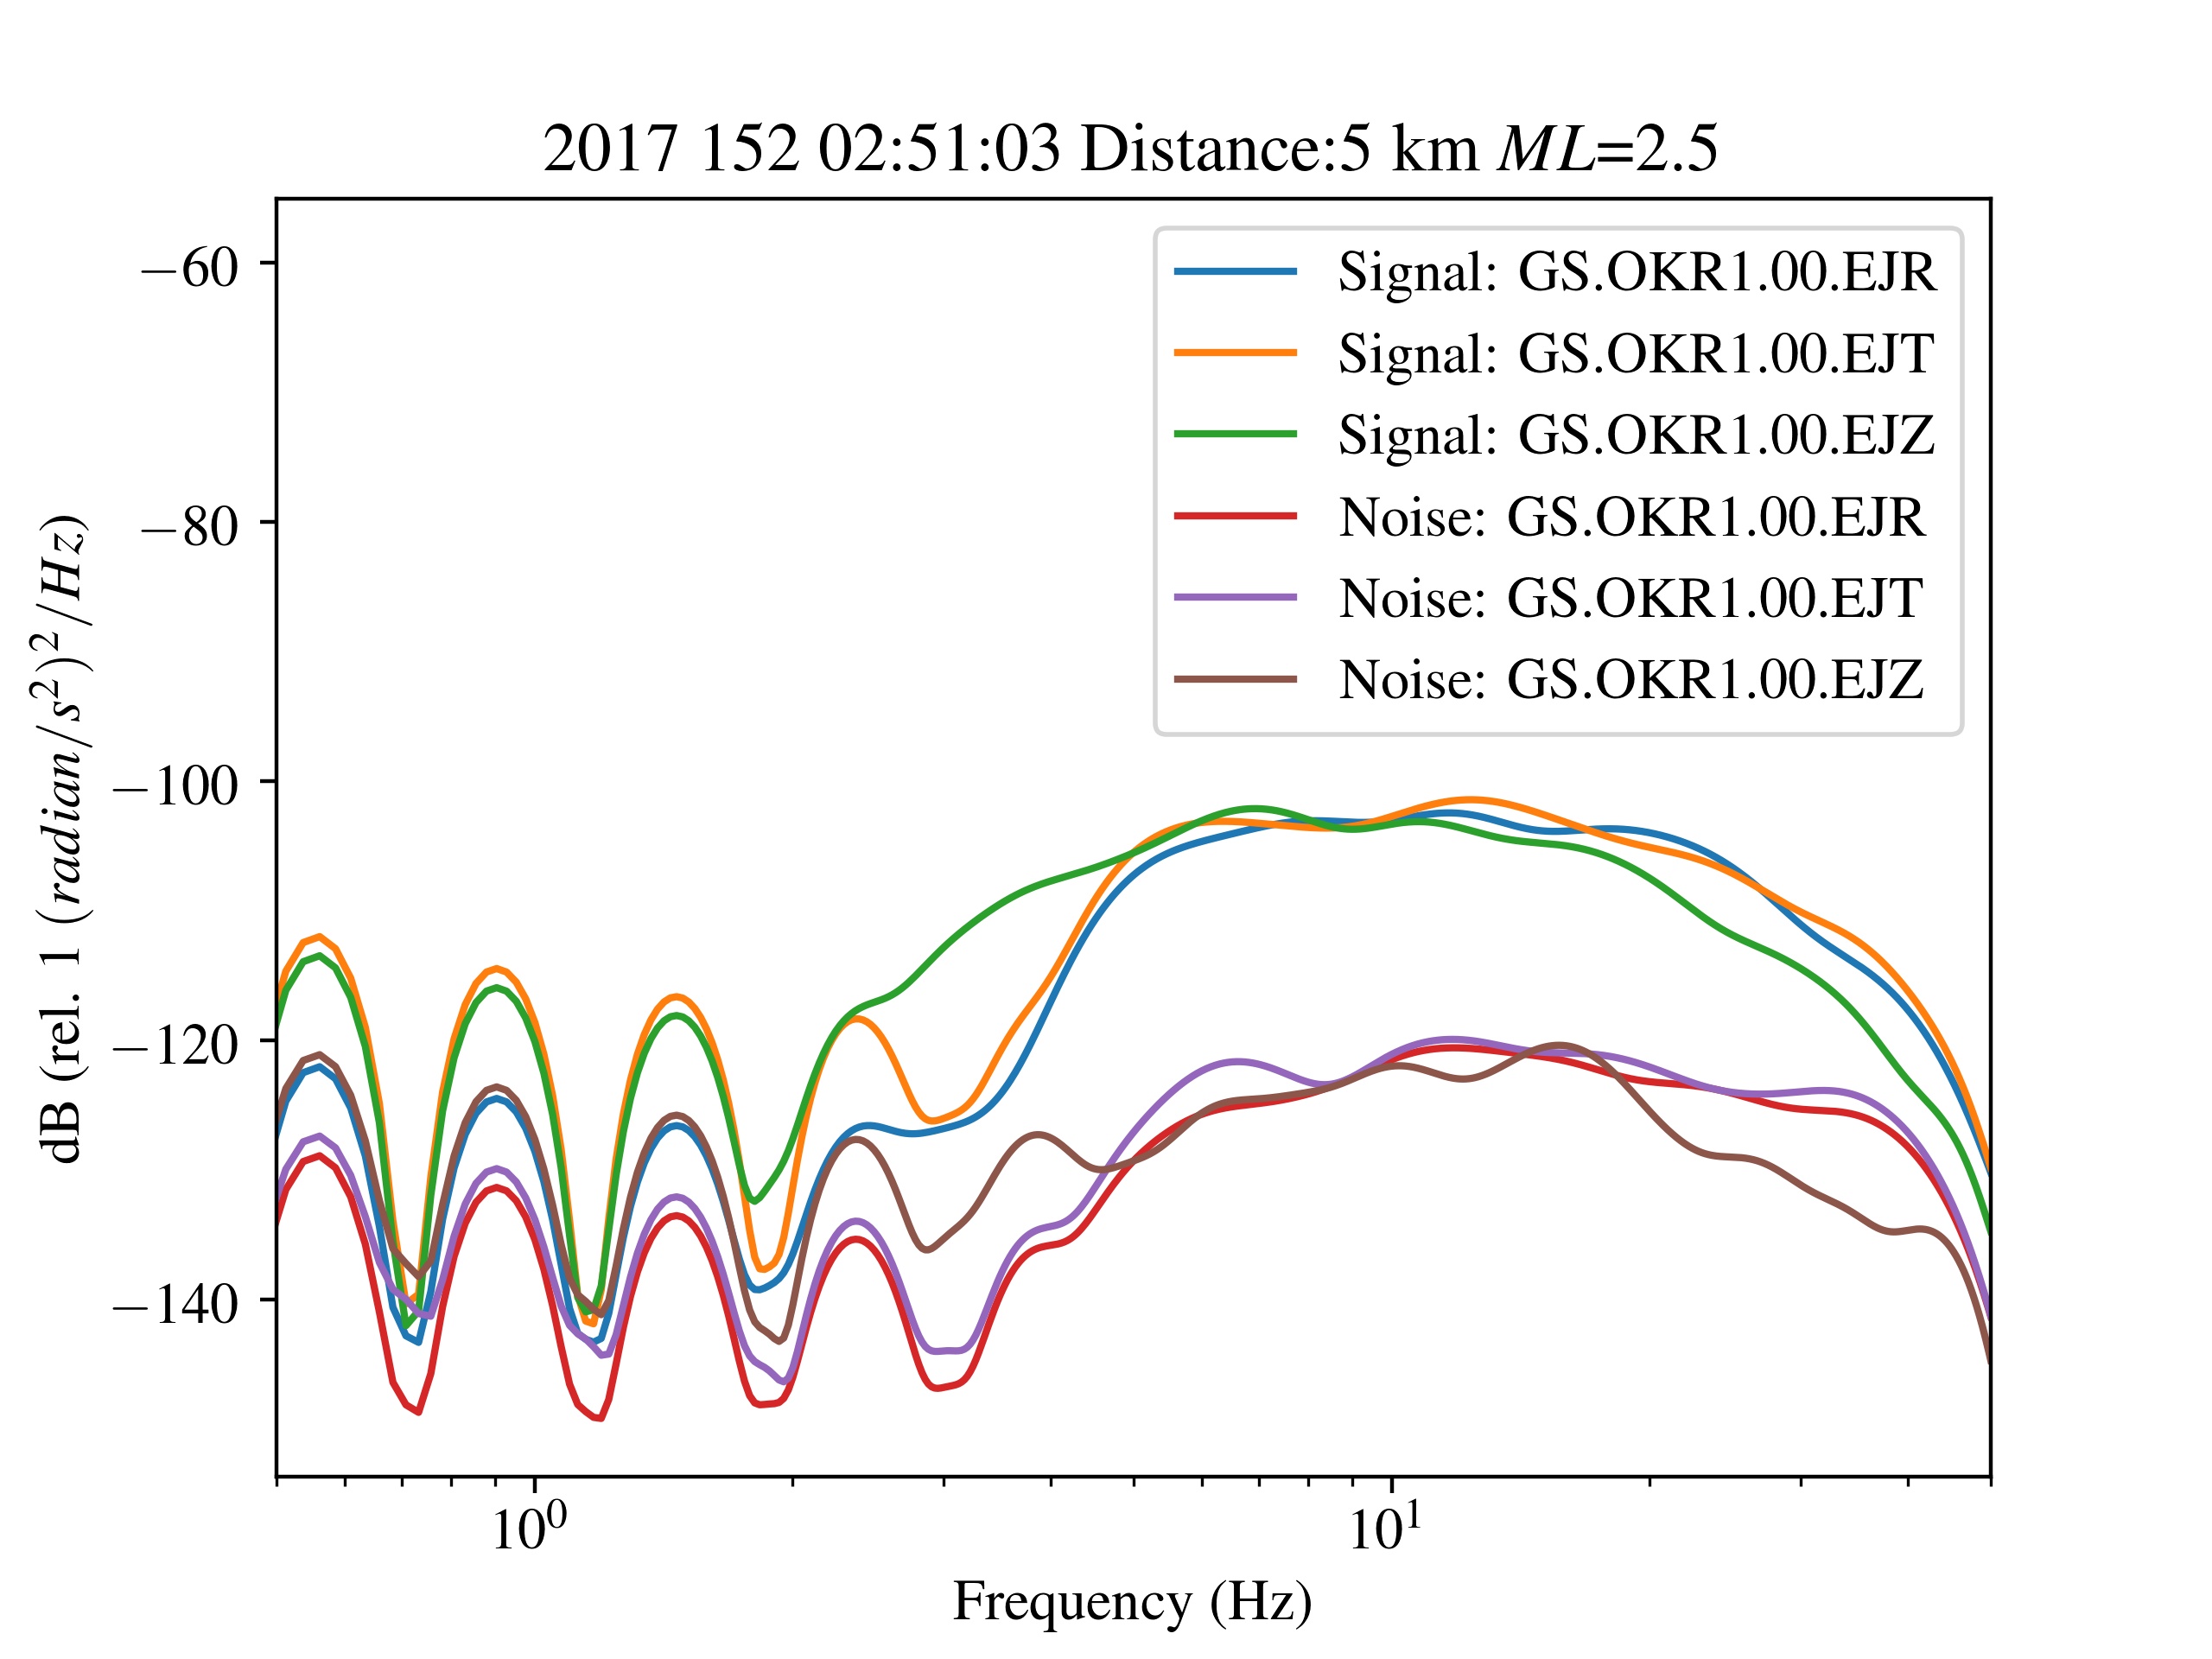 2017 152 02:51:03 Distance:5 km ML=2.5
dB (rel. 1 (radian/s²)²/Hz)
−60
−80
−100
−120
−140
Signal: GS.OKR1.00.EJR
Signal: GS.OKR1.00.EJT
Signal: GS.OKR1.00.EJZ
Noise: GS.OKR1.00.EJR
Noise: GS.OKR1.00.EJT
Noise: GS.OKR1.00.EJZ
10⁰ 10¹
Frequency (Hz)